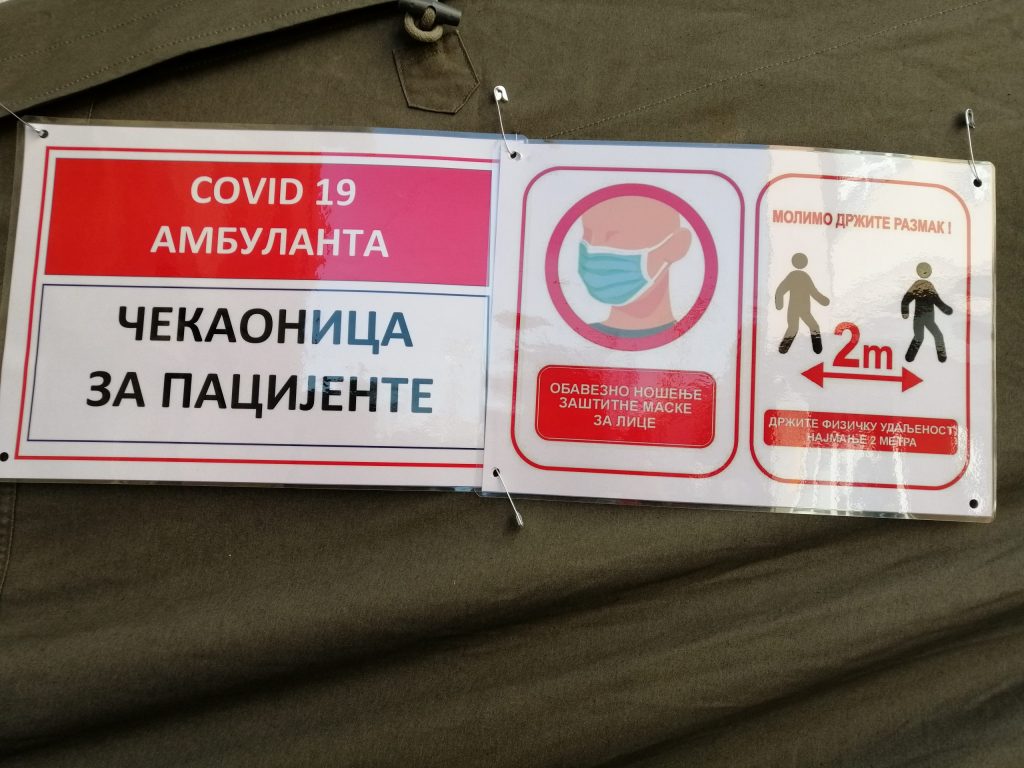 COVID 19
АМБУЛАНТА
ЧЕКАОНИЦА
ЗА ПАЦИЈЕНТЕ
ОБАВЕЗНО НОШЕЊЕ
ЗАШТИТНЕ МАСКЕ
ЗА ЛИЦЕ
МОЛИМО ДРЖИТЕ РАЗМАК !
2m
ДРЖИТЕ ФИЗИЧКУ УДАЉЕНОСТ,
НАЈМАЊЕ 2 МЕТРА